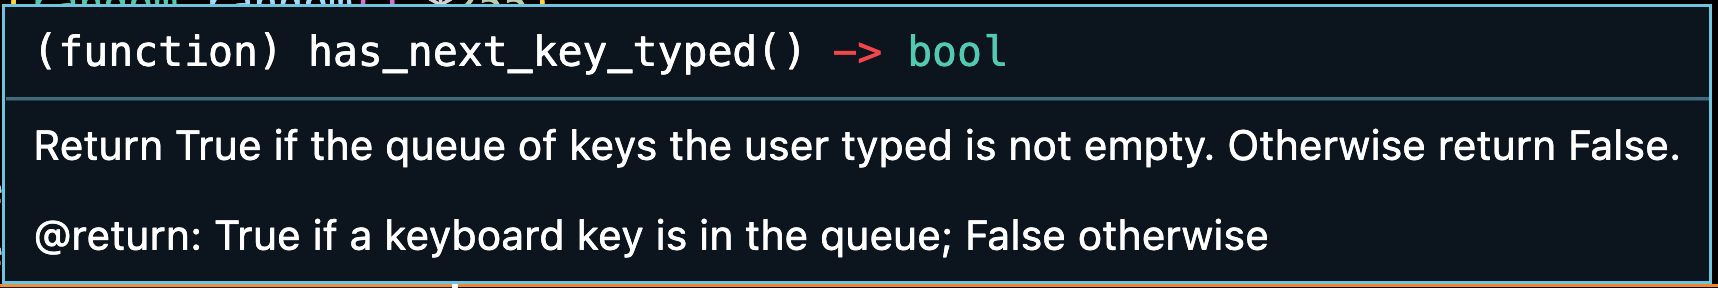 (function) has_next_key_typed() —> bool
Return True if the queue of keys the user typed is not empty. Otherwise return False.
@return: True if a keyboard key is in the queue; False otherwise